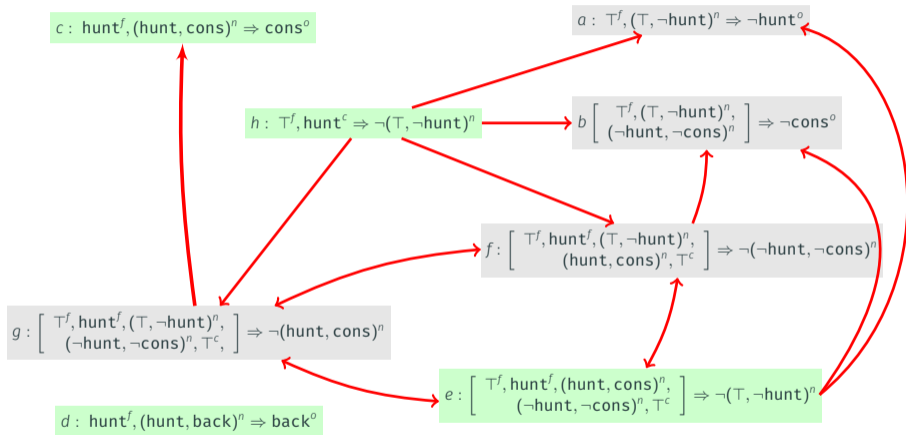 c : hunt^f, (hunt, cons)^n ⇒ cons^o
a : ⊤^f, (⊤, ¬hunt)^n ⇒ ¬hunt^o
h : ⊤^f, hunt^c ⇒ ¬(⊤, ¬hunt)^n
b [ ⊤^f, (⊤, ¬hunt)^n,
(¬hunt, ¬cons)^n ] ⇒ ¬cons^o
f : [ ⊤^f, hunt^f, (⊤, ¬hunt)^n,
(hunt, cons)^n, ⊤^c ] ⇒ ¬(¬hunt, ¬cons)^n
g : [ ⊤^f, hunt^f, (⊤, ¬hunt)^n,
(¬hunt, ¬cons)^n, ⊤^c, ] ⇒ ¬(hunt, cons)^n
e : [ ⊤^f, hunt^f, (hunt, cons)^n,
(¬hunt, ¬cons)^n, ⊤^c ] ⇒ ¬(⊤, ¬hunt)^n
d : hunt^f, (hunt, back)^n ⇒ back^o